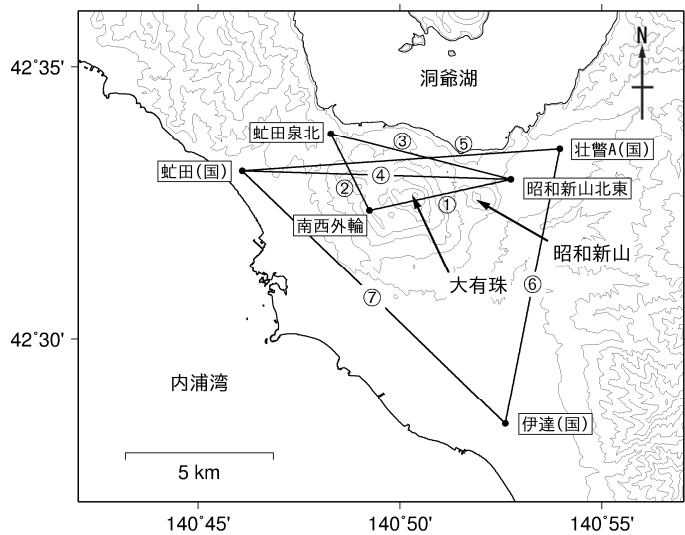 42˚35'
42˚30'
140˚45'
140˚50'
140˚55'
N
洞爺湖
虻田泉北
③
⑤
壮瞥A(国)
虻田(国)
④
昭和新山北東
②
①
南西外輪
昭和新山
大有珠
⑥
⑦
内浦湾
伊達(国)
5 km